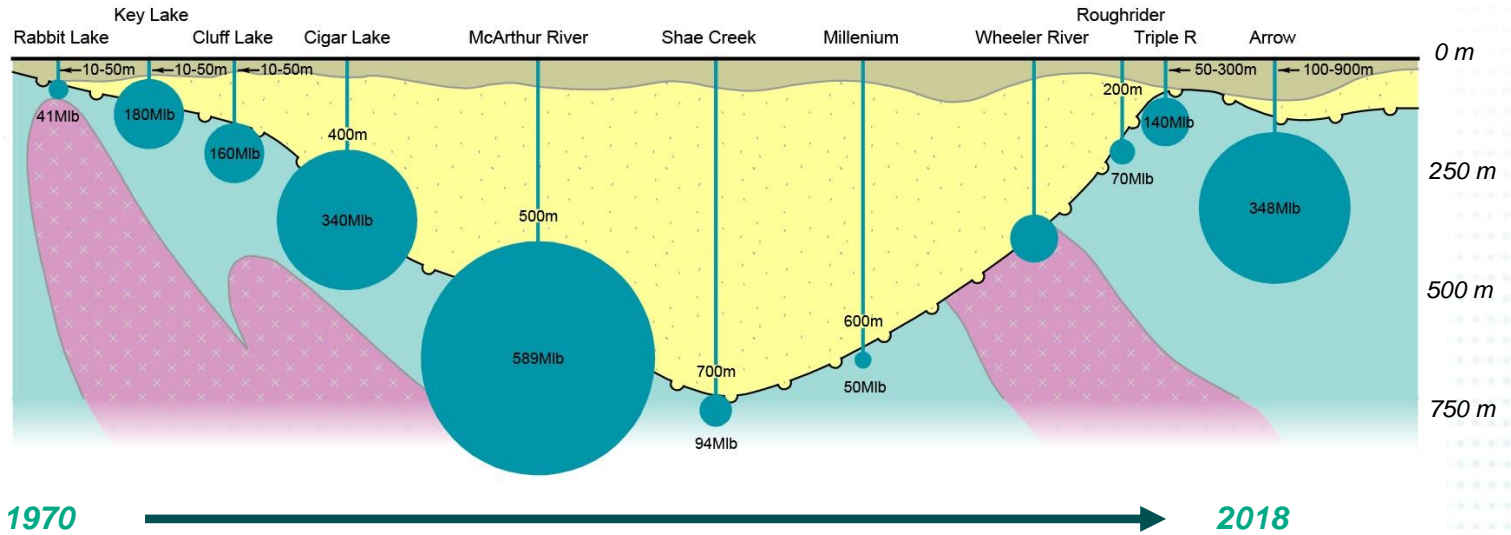 Key Lake
Roughrider
Rabbit Lake
Cluff Lake
Cigar Lake
McArthur River
Shae Creek
Millenium
Wheeler River
Triple R
Arrow
0 m
10-50m
10-50m
10-50m
50-300m
100-900m
200m
41Mlb
180Mlb
140Mlb
400m
160Mlb
70Mlb
250 m
340Mlb
500m
348Mlb
500 m
600m
589Mlb
700m
50Mlb
750 m
94Mlb
1970
2018